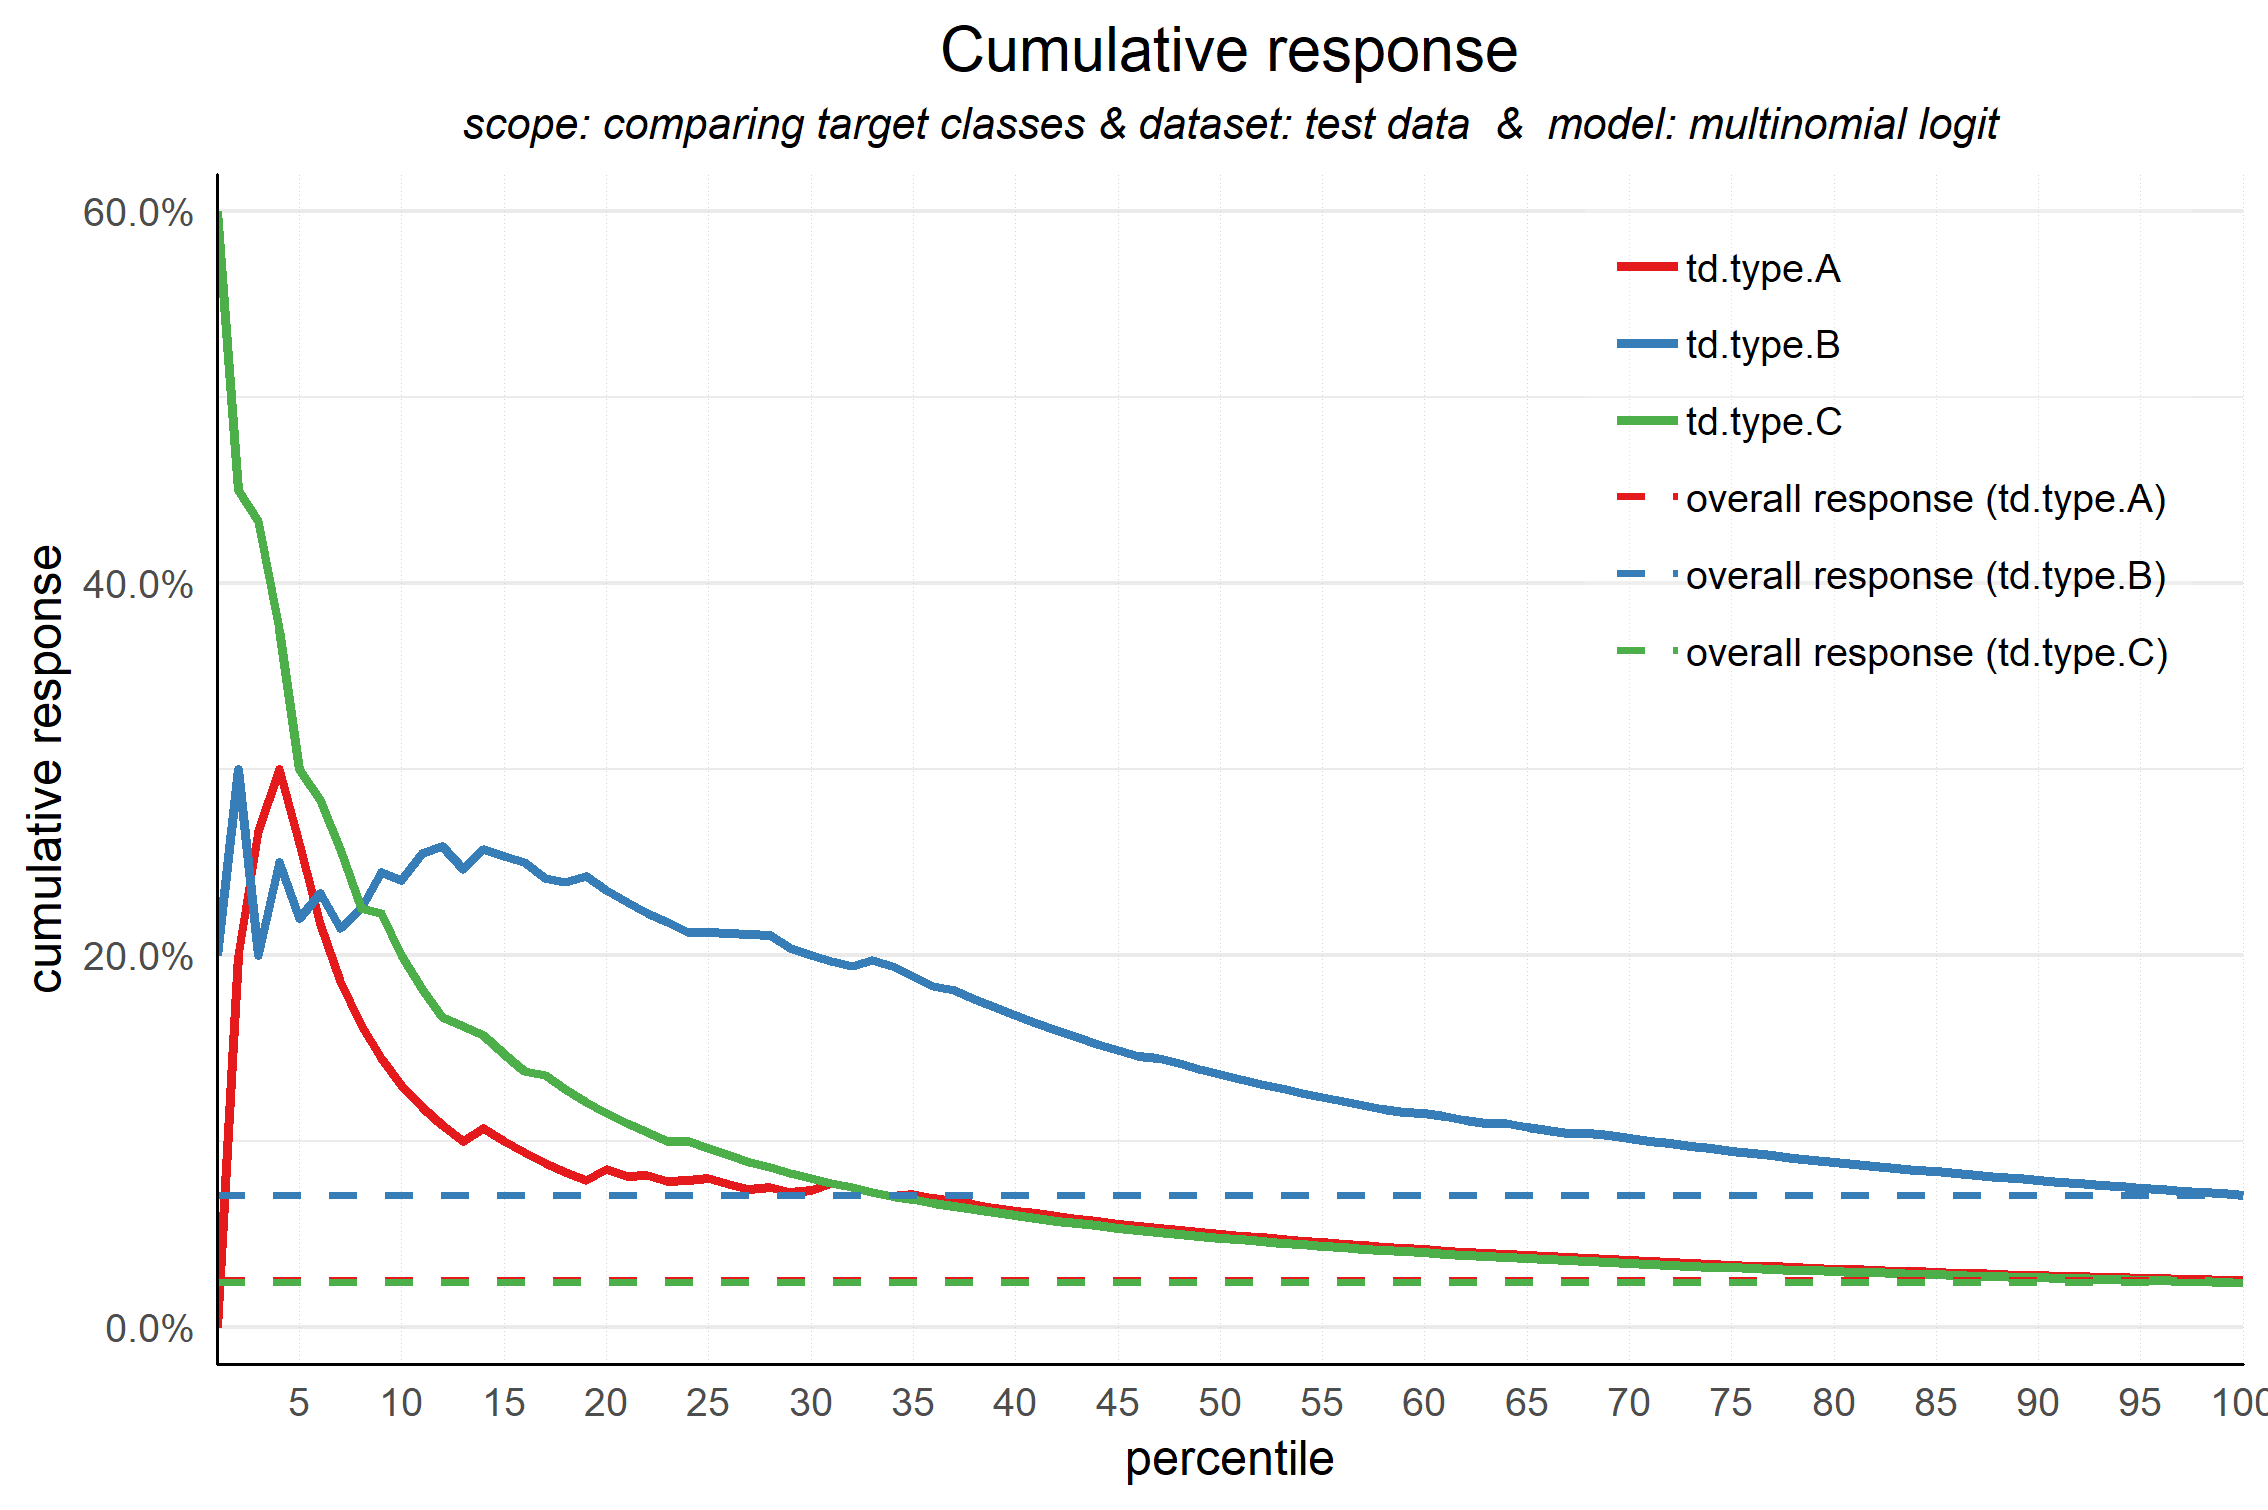 Cumulative response
scope: comparing target classes & dataset: test data & model: multinomial logit
60.0%
40.0%
20.0%
0.0%
cumulative response
td.type.A
td.type.B
td.type.C
overall response (td.type.A)
overall response (td.type.B)
overall response (td.type.C)
5 10 15 20 25 30 35 40 45 50 55 60 65 70 75 80 85 90 95 100
percentile